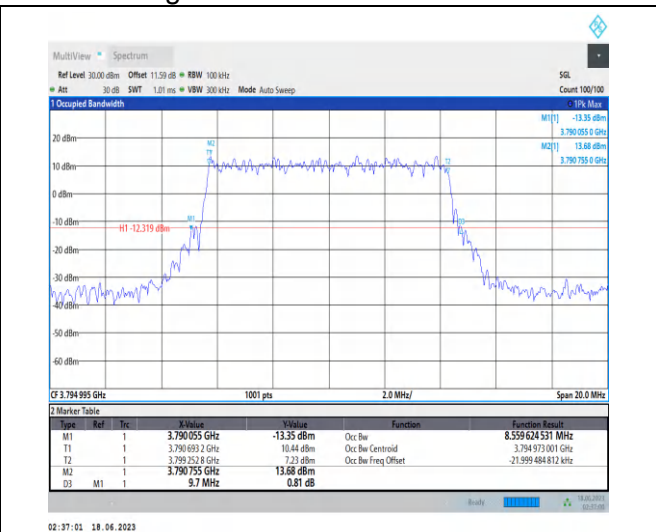 MultiView Spectrum
Ref Level 30.00 dBm Offset 11.59 dB RBW 100 kHz SGL
Att 30 dB SWT 1.01 ms VBW 300 kHz Mode Auto Sweep Count 100/100
1 Occupied Bandwidth 1Pk Max
M1[1] -13.35 dBm
3.790 055 0 GHz
M2[1] 13.68 dBm
3.790 755 0 GHz
20 dBm
M2
T1
T2
10 dBm
0 dBm
-10 dBm
M1
D3
H1 -12.319 dBm
-20 dBm
-30 dBm
-40 dBm
-50 dBm
-60 dBm
CF 3.794 995 GHz 1001 pts 2.0 MHz/ Span 20.0 MHz
2 Marker Table
Type Ref Trc X-Value Y-Value Function Function Result
M1 1 3.790055 GHz -13.35 dBm Occ Bw 8.559 624 531 MHz
T1 1 3.790 693 2 GHz 10.44 dBm Occ Bw Centroid 3.794 973 001 GHz
T2 1 3.799 252 8 GHz 7.23 dBm Occ Bw Freq Offset -21.999 484 812 kHz
M2 1 3.790 755 GHz 13.68 dBm
D3 M1 1 9.7 MHz 0.81 dB
Ready 18.06.2023
02:37:01 18.06.2023